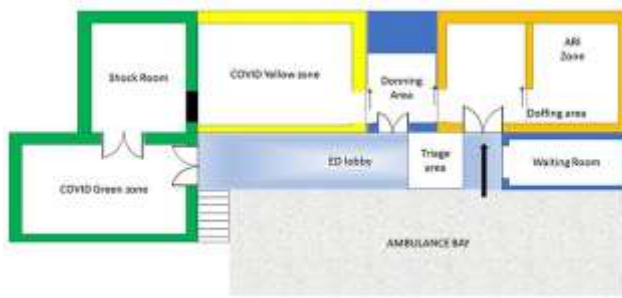 Shock Room
COVID Yellow zone
Donning
Area
ARI
Zone
Doffing area
COVID Green zone
ED lobby
Triage
area
Waiting Room
AMBULANCE BAY